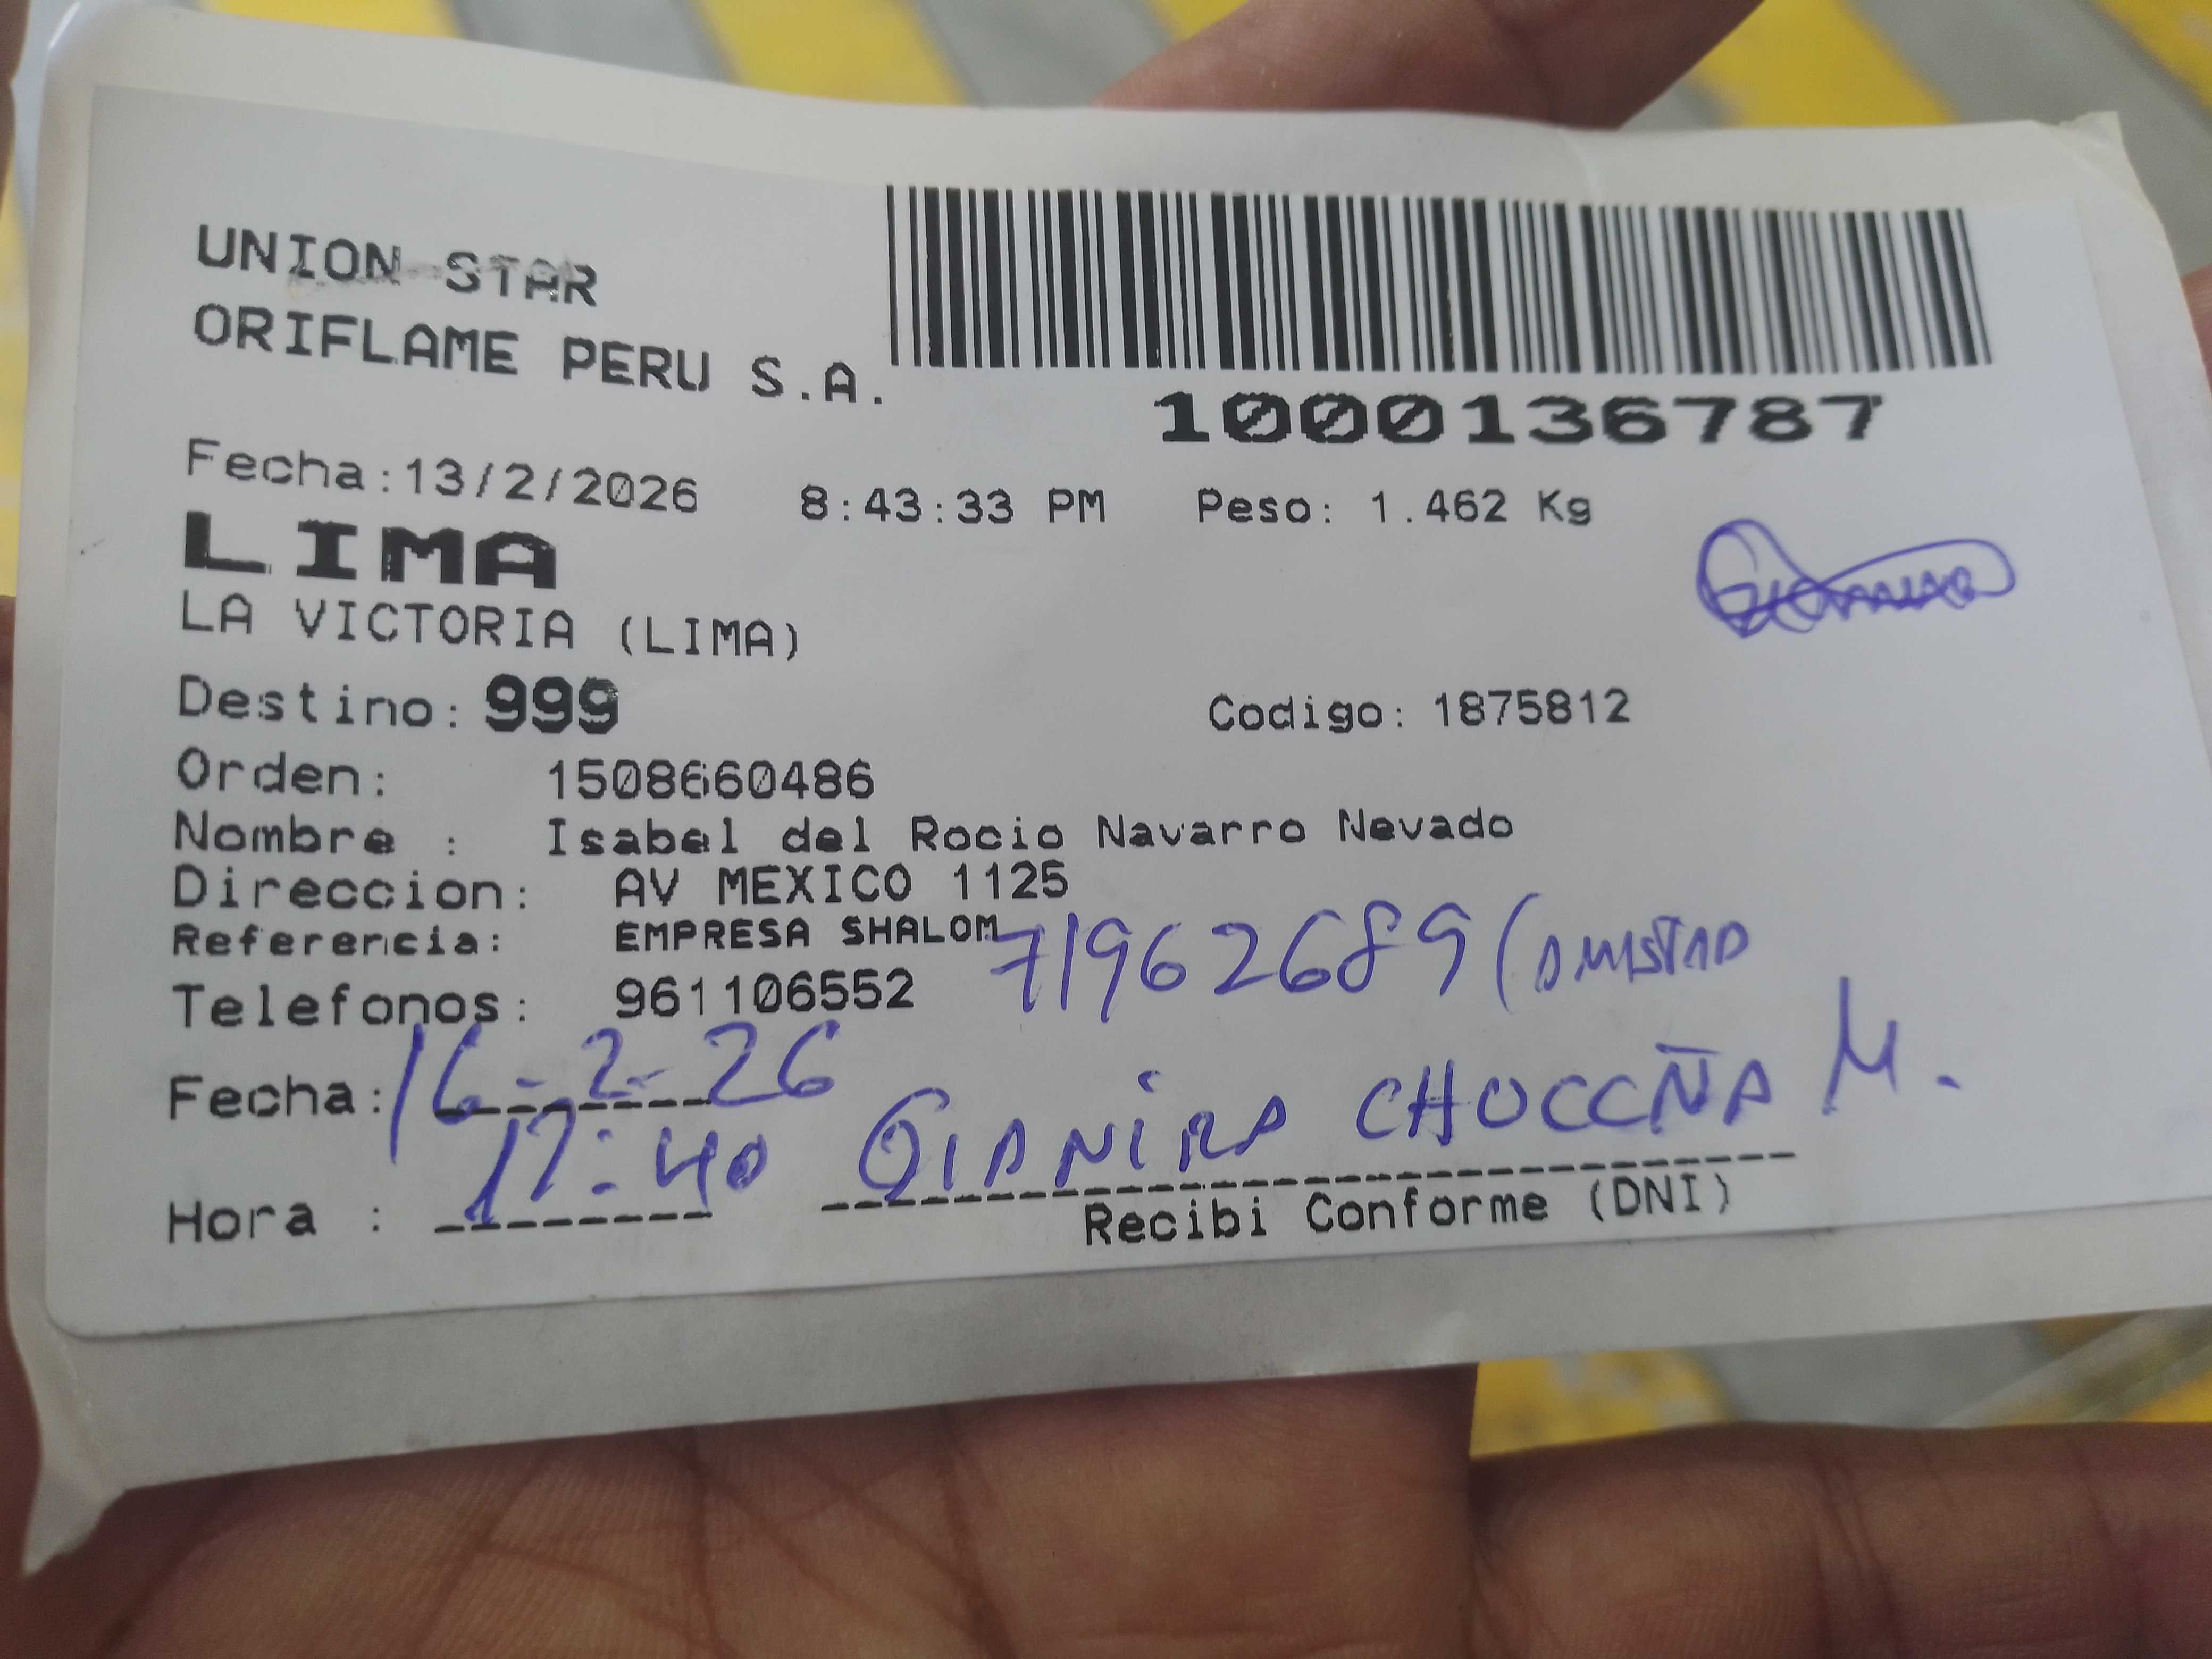 UNION STAR
ORIFLAME PERU S.A.
1000136787
Fecha:13/2/2026 8:43:33 PM Peso: 1.462 Kg
LIMA
LA VICTORIA (LIMA)
Destino: 999 Codigo: 1875812
Orden: 1508660486
Nombre : Isabel del Rocio Navarro Nevado
Direccion: AV MEXICO 1125
Referencia: EMPRESA SHALOM
71962689 (AMISTAD
Telefonos: 961106552
Fecha: 16-2-26
GIANIRA CHOCCÑA M.
Hora : 17:40
Recibi Conforme (DNI)